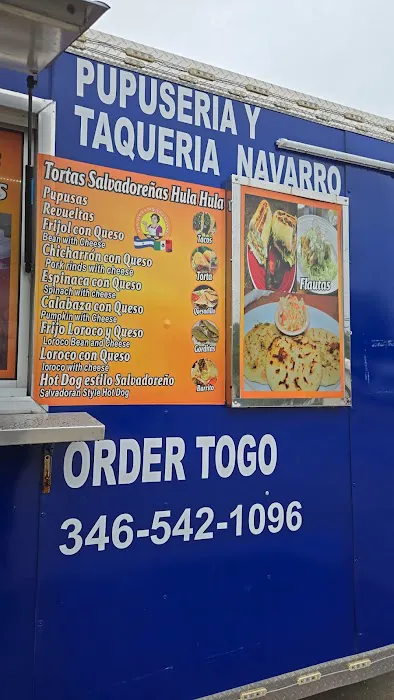 PUPUSERIA Y
TAQUERIA NAVARRO
Tortas Salvadoreñas Hula Hula
Pupusas
Revueltas
Frijol con Queso
Bean with Cheese
Chicharrón con Queso
Pork rinds with cheese
Espinaca con Queso
Spinach with cheese
Calabaza con Queso
Pumpkin with Cheese
Frijo Loroco y Queso
Loroco Bean and Cheese
Loroco con Queso
loroco with cheese
Hot Dog estilo Salvadoreño
Salvadoran Style Hot Dog
Tacos
Torta
Quesadilla
Gorditas
Burrito
Flautas
ORDER TOGO
346-542-1096